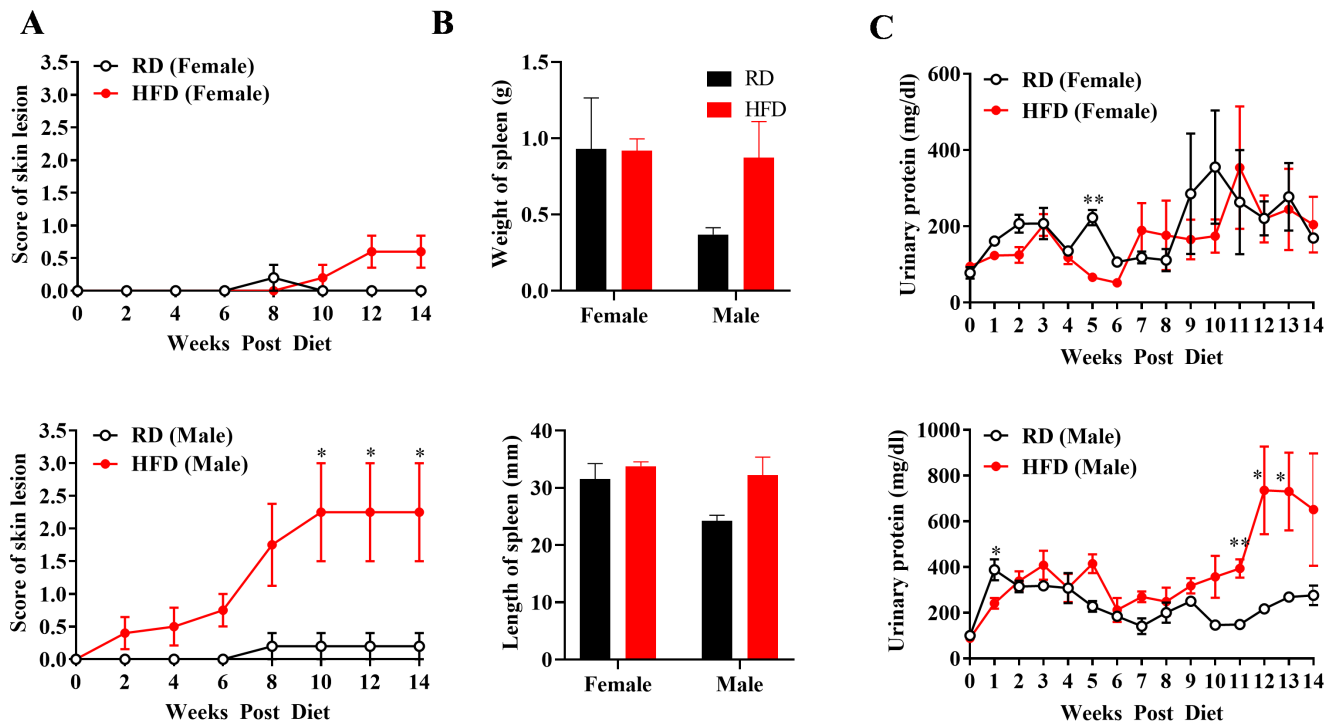 A
B
C
RD (Female)
HFD (Female)
Score of skin lesion
3.5
3.0
2.5
2.0
1.5
1.0
0.5
0.0
0 2 4 6 8 10 12 14
Weeks Post Diet
RD
HFD
Weight of spleen (g)
1.5
1.0
0.5
0.0
Female Male
RD (Female)
HFD (Female)
Urinary protein (mg/dl)
600
400
200
0
**
0 1 2 3 4 5 6 7 8 9 10 11 12 13 14
Weeks Post Diet
RD (Male)
HFD (Male)
Score of skin lesion
3.5
3.0
2.5
2.0
1.5
1.0
0.5
0.0
* * *
0 2 4 6 8 10 12 14
Weeks Post Diet
Length of spleen (mm)
40
30
20
10
0
Female Male
RD (Male)
HFD (Male)
Urinary protein (mg/dl)
1000
800
600
400
200
0
* ** * *
0 1 2 3 4 5 6 7 8 9 10 11 12 13 14
Weeks Post Diet